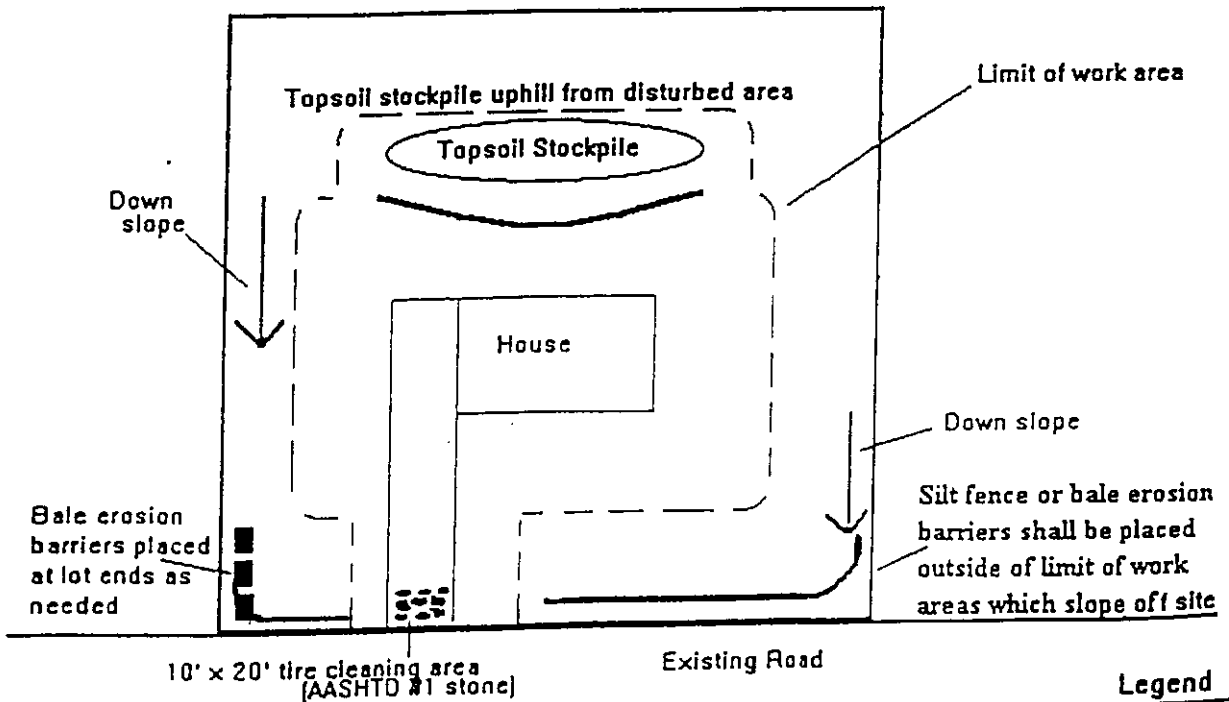 Topsoil stockpile uphill from disturbed area
Limit of work area
Topsoil Stockpile
Down
slope
House
Down slope
Bale erosion
barriers placed
at lot ends as
needed
Silt fence or bale erosion
barriers shall be placed
outside of limit of work
areas which slope off site
10' x 20' tire cleaning area
(AASHTO #1 stone)
Existing Road
Legend